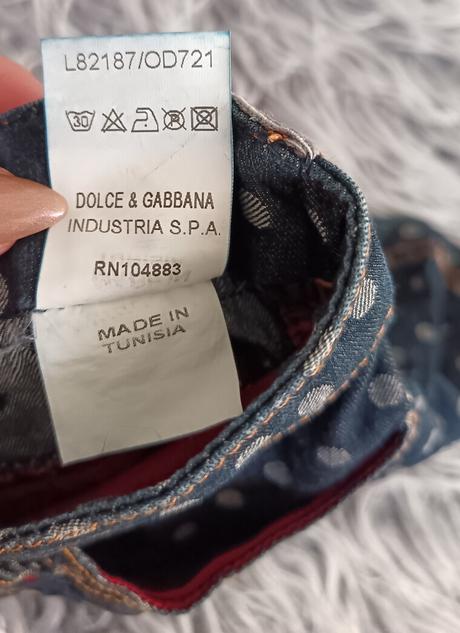 L82187/OD721
30
P
DOLCE & GABBANA
INDUSTRIA S.P.A.
RN104883
MADE IN
TUNISIA